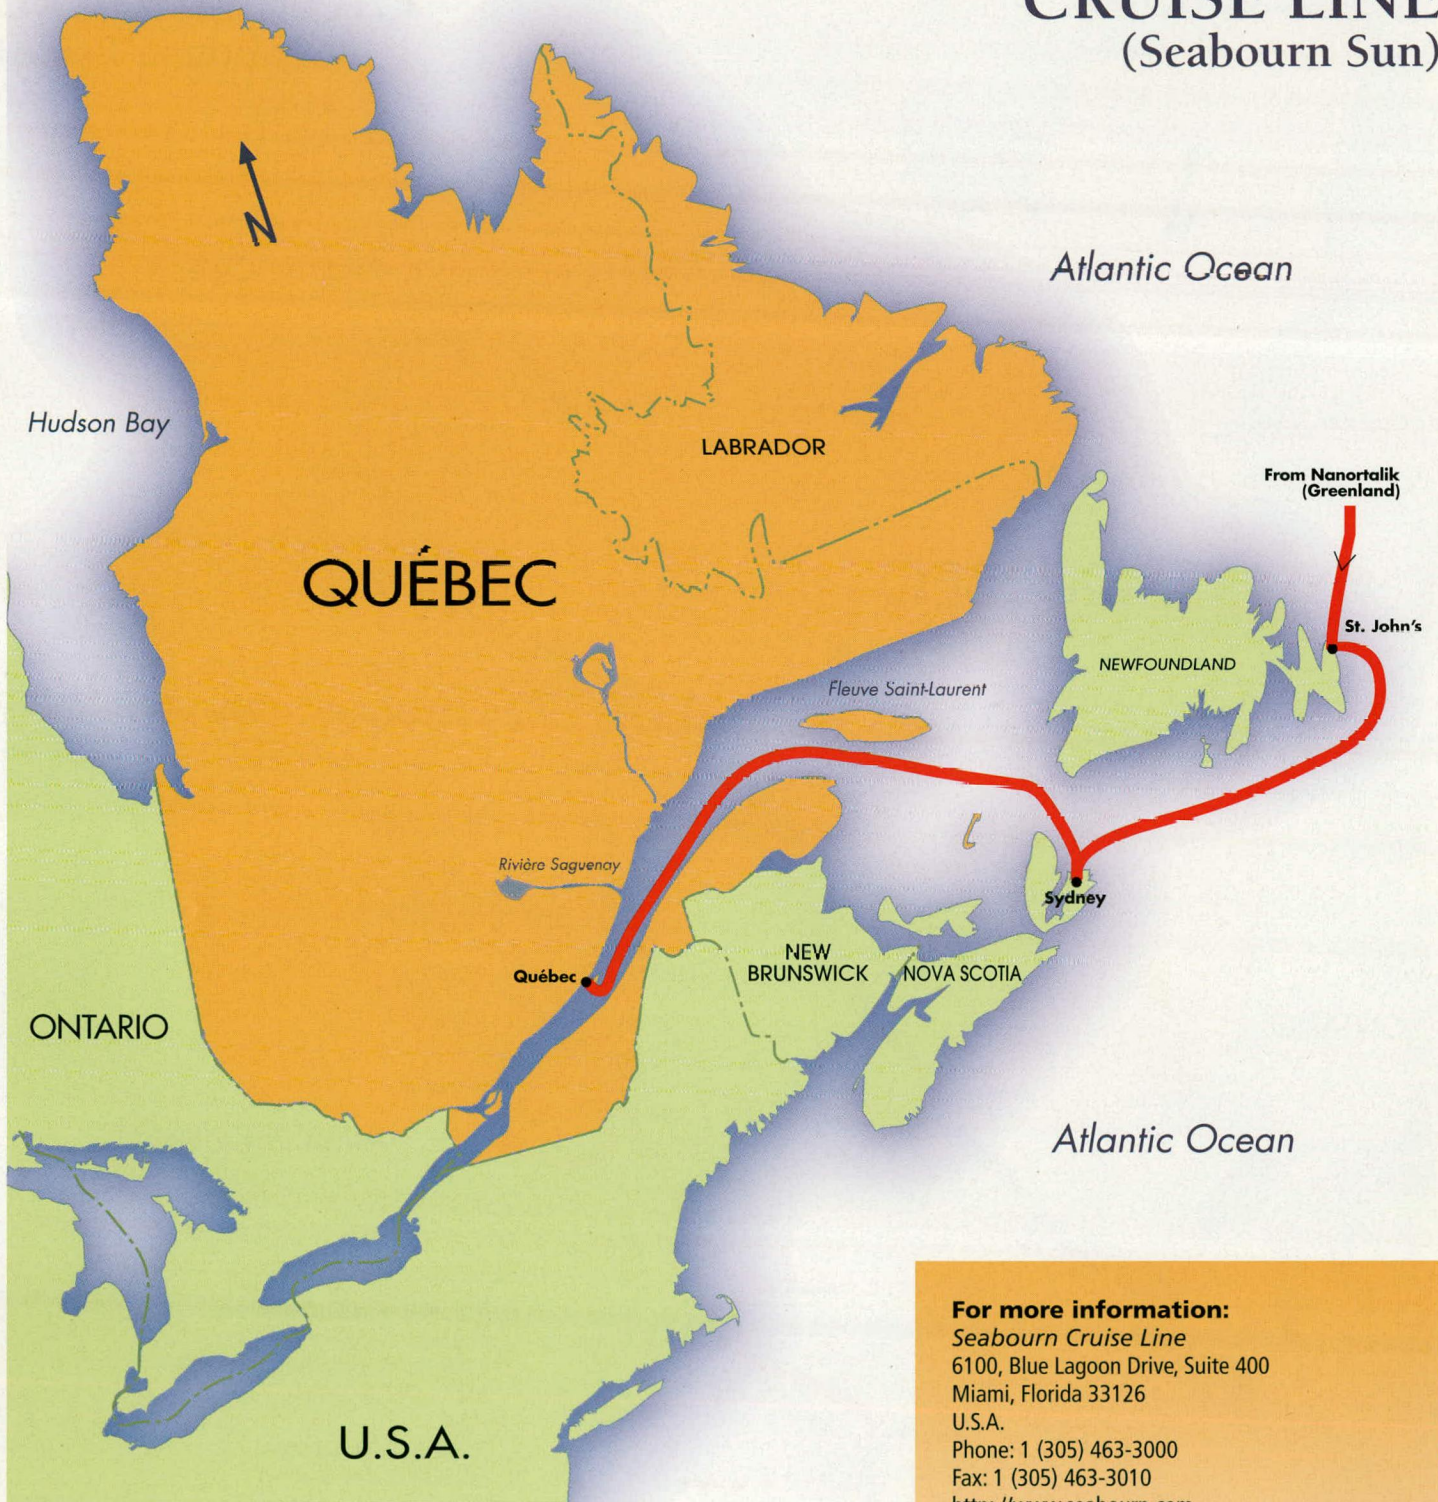 CRUISE LINE
(Seabourn Sun)
N
Atlantic Ocean
Hudson Bay
LABRADOR
From Nanortalik
(Greenland)
QUÉBEC
St. John's
NEWFOUNDLAND
Fleuve Saint-Laurent
Rivière Saguenay
Sydney
NEW
BRUNSWICK
NOVA SCOTIA
Québec
ONTARIO
Atlantic Ocean
For more information:
Seabourn Cruise Line
6100, Blue Lagoon Drive, Suite 400
Miami, Florida 33126
U.S.A.
Phone: 1 (305) 463-3000
Fax: 1 (305) 463-3010
U.S.A.